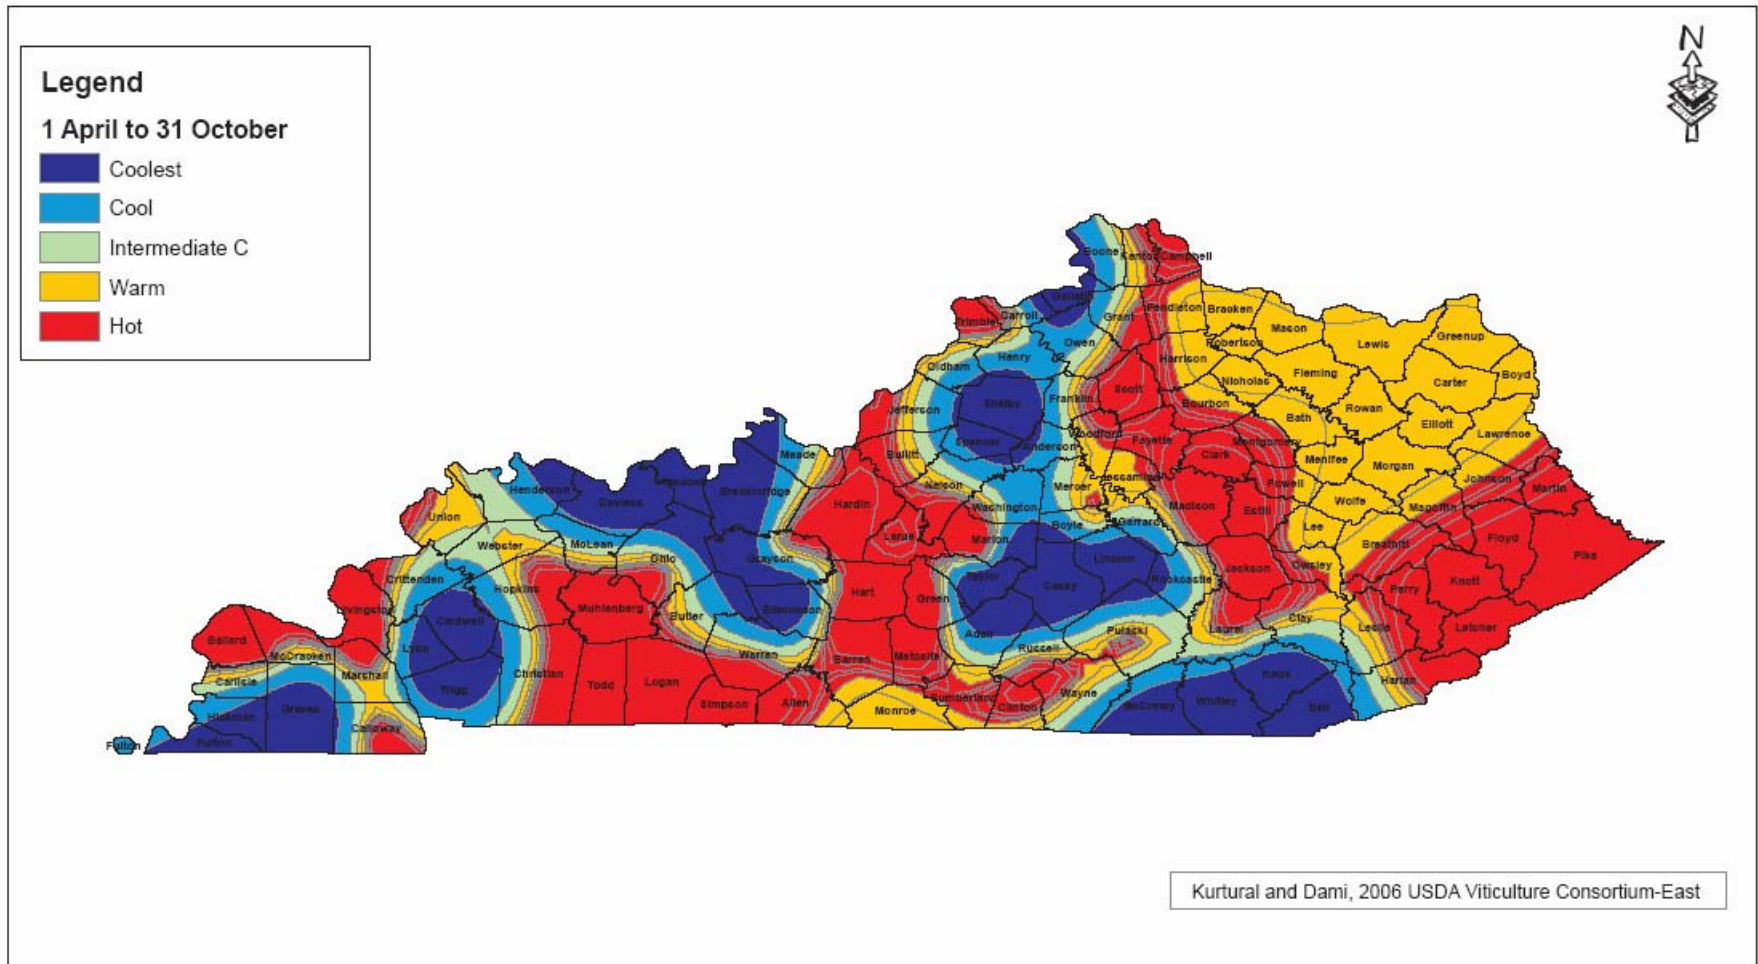 N
Legend
1 April to 31 October
Coolest
Cool
Intermediate C
Warm
Hot
Boone
Kenton
Campbell
Gallatin
Trimble
Carroll
Grant
Pendleton
Bracken
Mason
Lewis
Greenup
Robertson
Owen
Henry
Oldham
Harrison
Fleming
Nicholas
Carter
Boyd
Scott
Shelby
Franklin
Bourbon
Rowan
Jefferson
Bath
Elliott
Lawrence
Woodford
Fayette
Montgomery
Spencer
Anderson
Clark
Bullitt
Meade
Menifee
Morgan
Johnson
Martin
Henderson
Daviess
Breckinridge
Nelson
Mercer
Powell
Wolfe
Magoffin
Union
Hardin
Washington
Madison
Estill
Lee
Boyle
Garrard
Webster
McLean
Ohio
Larue
Marion
Breathitt
Floyd
Pike
Grayson
Lincoln
Crittenden
Hopkins
Taylor
Casey
Rockcastle
Jackson
Owsley
Knott
Perry
Livingston
Muhlenberg
Butler
Edmonson
Hart
Green
Caldwell
Clay
Leslie
Letcher
Ballard
McCracken
Lyon
Warren
Adair
Russell
Pulaski
Laurel
Carlisle
Marshall
Christian
Todd
Logan
Barren
Metcalfe
Trigg
Simpson
Allen
Monroe
Cumberland
Clinton
Wayne
McCreary
Whitley
Knox
Bell
Harlan
Hickman
Graves
Calloway
Fulton
Fulton
Kurtural and Dami, 2006 USDA Viticulture Consortium-East